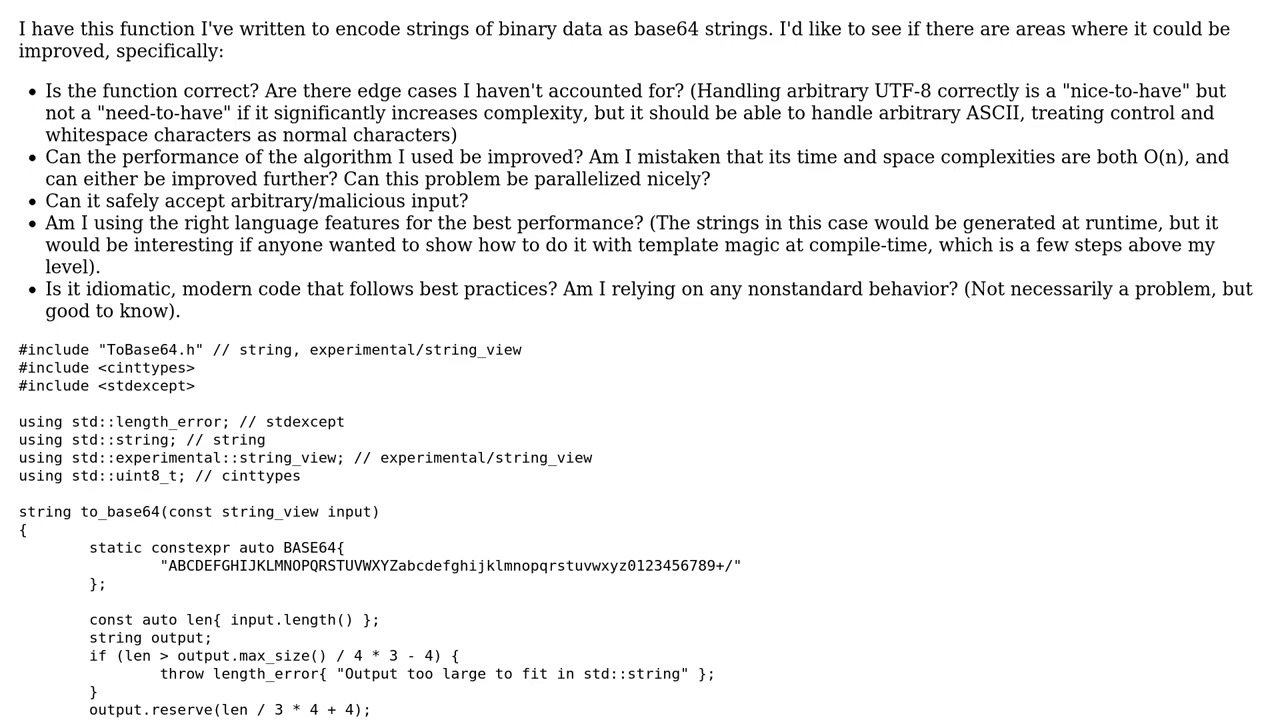 I have this function I've written to encode strings of binary data as base64 strings. I'd like to see if there are areas where it could be
improved, specifically:
• Is the function correct? Are there edge cases I haven't accounted for? (Handling arbitrary UTF-8 correctly is a "nice-to-have" but
not a "need-to-have" if it significantly increases complexity, but it should be able to handle arbitrary ASCII, treating control and
whitespace characters as normal characters)
• Can the performance of the algorithm I used be improved? Am I mistaken that its time and space complexities are both O(n), and
can either be improved further? Can this problem be parallelized nicely?
• Can it safely accept arbitrary/malicious input?
• Am I using the right language features for the best performance? (The strings in this case would be generated at runtime, but it
would be interesting if anyone wanted to show how to do it with template magic at compile-time, which is a few steps above my
level).
• Is it idiomatic, modern code that follows best practices? Am I relying on any nonstandard behavior? (Not necessarily a problem, but
good to know).
#include "ToBase64.h" // string, experimental/string_view
#include <cinttypes>
#include <stdexcept>
using std::length_error; // stdexcept
using std::string; // string
using std::experimental::string_view; // experimental/string_view
using std::uint8_t; // cinttypes
string to_base64(const string_view input)
{
        static constexpr auto BASE64{
                "ABCDEFGHIJKLMNOPQRSTUVWXYZabcdefghijklmnopqrstuvwxyz0123456789+/"
        };
        const auto len{ input.length() };
        string output;
        if (len > output.max_size() / 4 * 3 - 4) {
                throw length_error{ "Output too large to fit in std::string" };
        }
        output.reserve(len / 3 * 4 + 4);